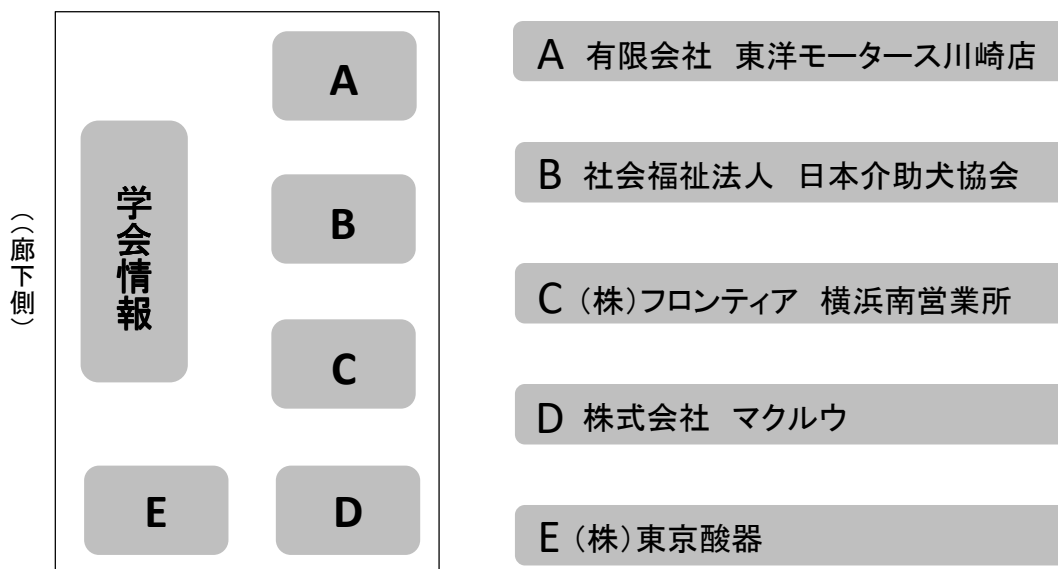 A
B
学会情報
((廊下側)
C
E
D
A 有限会社 東洋モータース川崎店
B 社会福祉法人 日本介助犬協会
C (株)フロンティア 横浜南営業所
D 株式会社 マクルウ
E (株)東京酸器